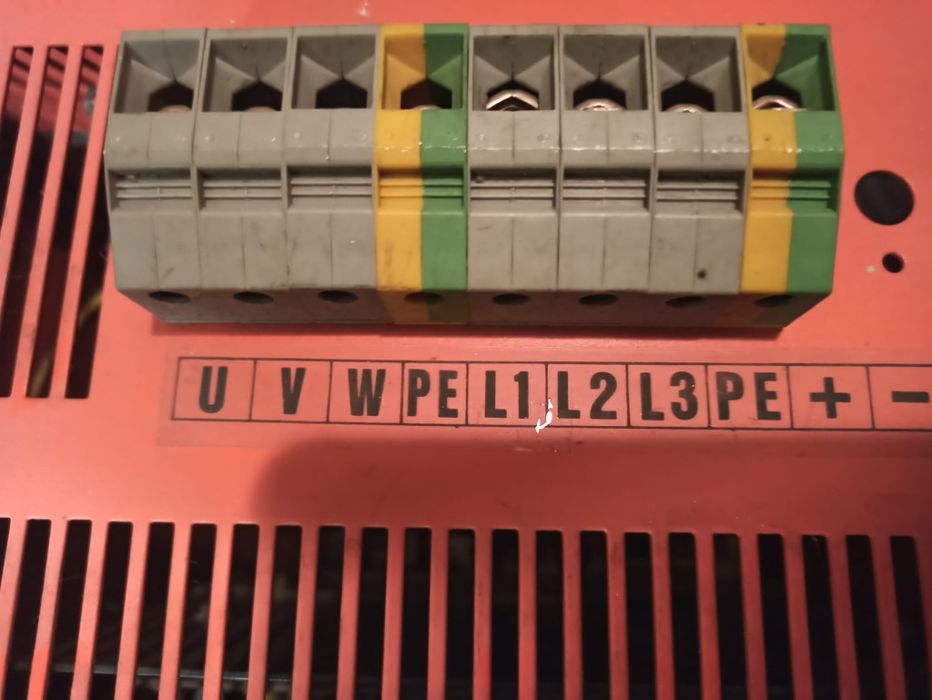 U V W PE L1 L2 L3 PE + -